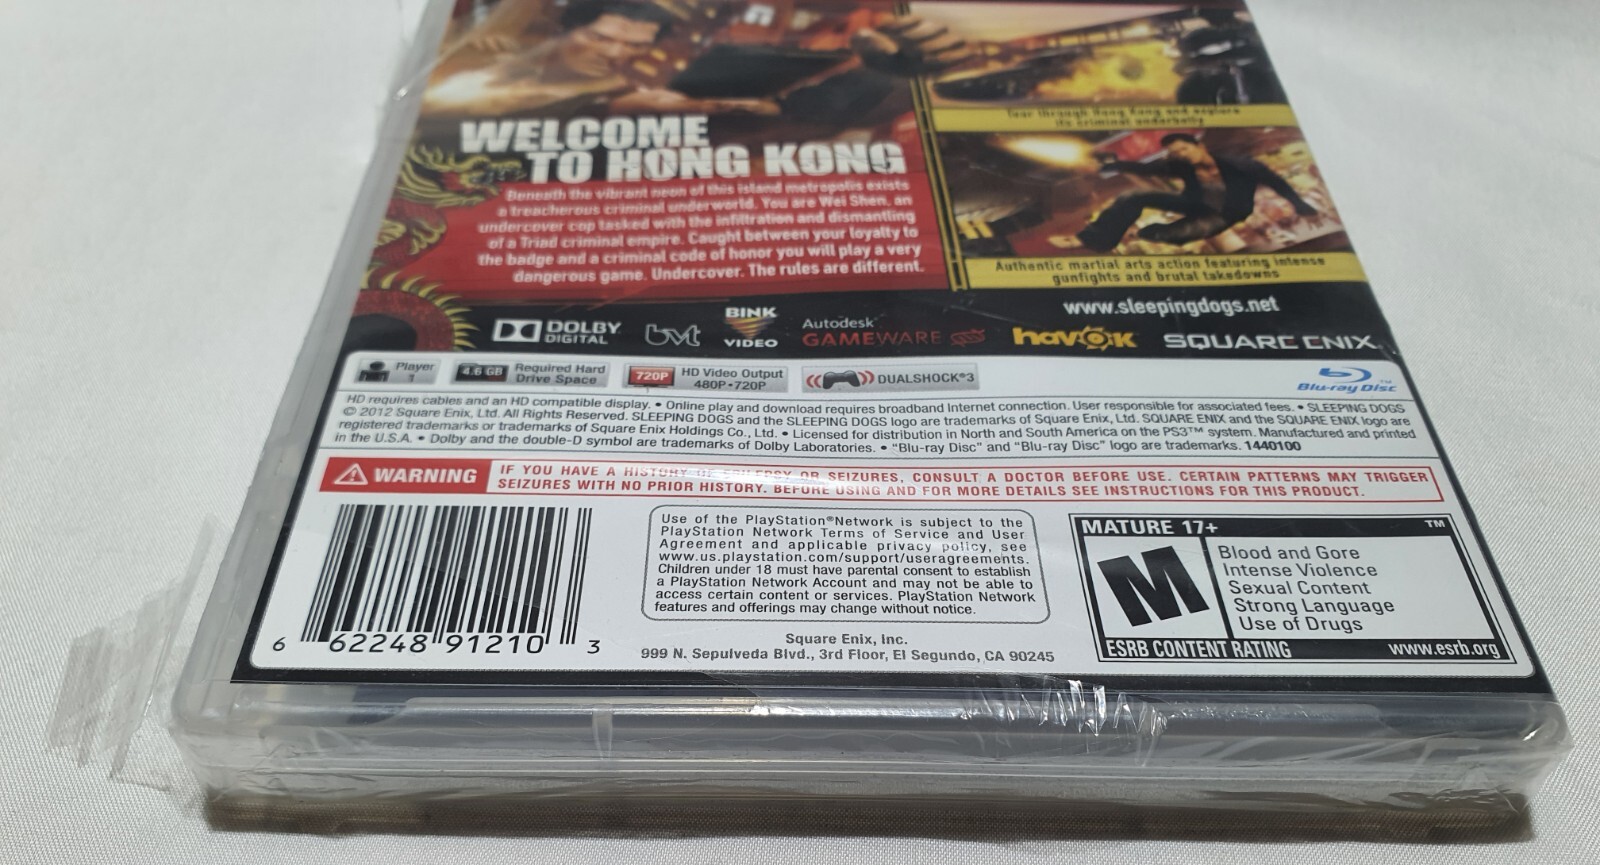 Tear through Hong Kong and explore
its criminal underbelly
WELCOME
TO HONG KONG
Beneath the vibrant neon of this island metropolis exists
a treacherous criminal underworld. You are Wei Shen, an
undercover cop tasked with the infiltration and dismantling
of a Triad criminal empire. Caught between your loyalty to
the badge and a criminal code of honor you will play a very
dangerous game. Undercover. The rules are different.
Authentic martial arts action featuring intense
gunfights and brutal takedowns
www.sleepingdogs.net
DOLBY
DIGITAL
BINK
VIDEO
Autodesk
GAMEWARE
havok
SQUARE ENIX
Player
1
4.6 GB
Required Hard
Drive Space
720P
HD Video Output
480P•720P
DUALSHOCK®3
Blu-ray Disc™
HD requires cables and an HD compatible display. • Online play and download requires broadband Internet connection. User responsible for associated fees. • SLEEPING DOGS
© 2012 Square Enix, Ltd. All Rights Reserved. SLEEPING DOGS and the SLEEPING DOGS logo are trademarks of Square Enix, Ltd. SQUARE ENIX and the SQUARE ENIX logo are
registered trademarks or trademarks of Square Enix Holdings Co., Ltd. • Licensed for distribution in North and South America on the PS3™ system. Manufactured and printed
in the U.S.A. • Dolby and the double-D symbol are trademarks of Dolby Laboratories. • "Blu-ray Disc" and "Blu-ray Disc" logo are trademarks. 1440100
WARNING
IF YOU HAVE A HISTORY OF EPILEPSY OR SEIZURES, CONSULT A DOCTOR BEFORE USE. CERTAIN PATTERNS MAY TRIGGER
SEIZURES WITH NO PRIOR HISTORY. BEFORE USING AND FOR MORE DETAILS SEE INSTRUCTIONS FOR THIS PRODUCT.
6 62248 91210 3
Use of the PlayStation®Network is subject to the
PlayStation Network Terms of Service and User
Agreement and applicable privacy policy, see
www.us.playstation.com/support/useragreements.
Children under 18 must have parental consent to establish
a PlayStation Network Account and may not be able to
access certain content or services. PlayStation Network
features and offerings may change without notice.
Square Enix, Inc.
999 N. Sepulveda Blvd., 3rd Floor, El Segundo, CA 90245
MATURE 17+
TM
M
Blood and Gore
Intense Violence
Sexual Content
Strong Language
Use of Drugs
ESRB CONTENT RATING
www.esrb.org